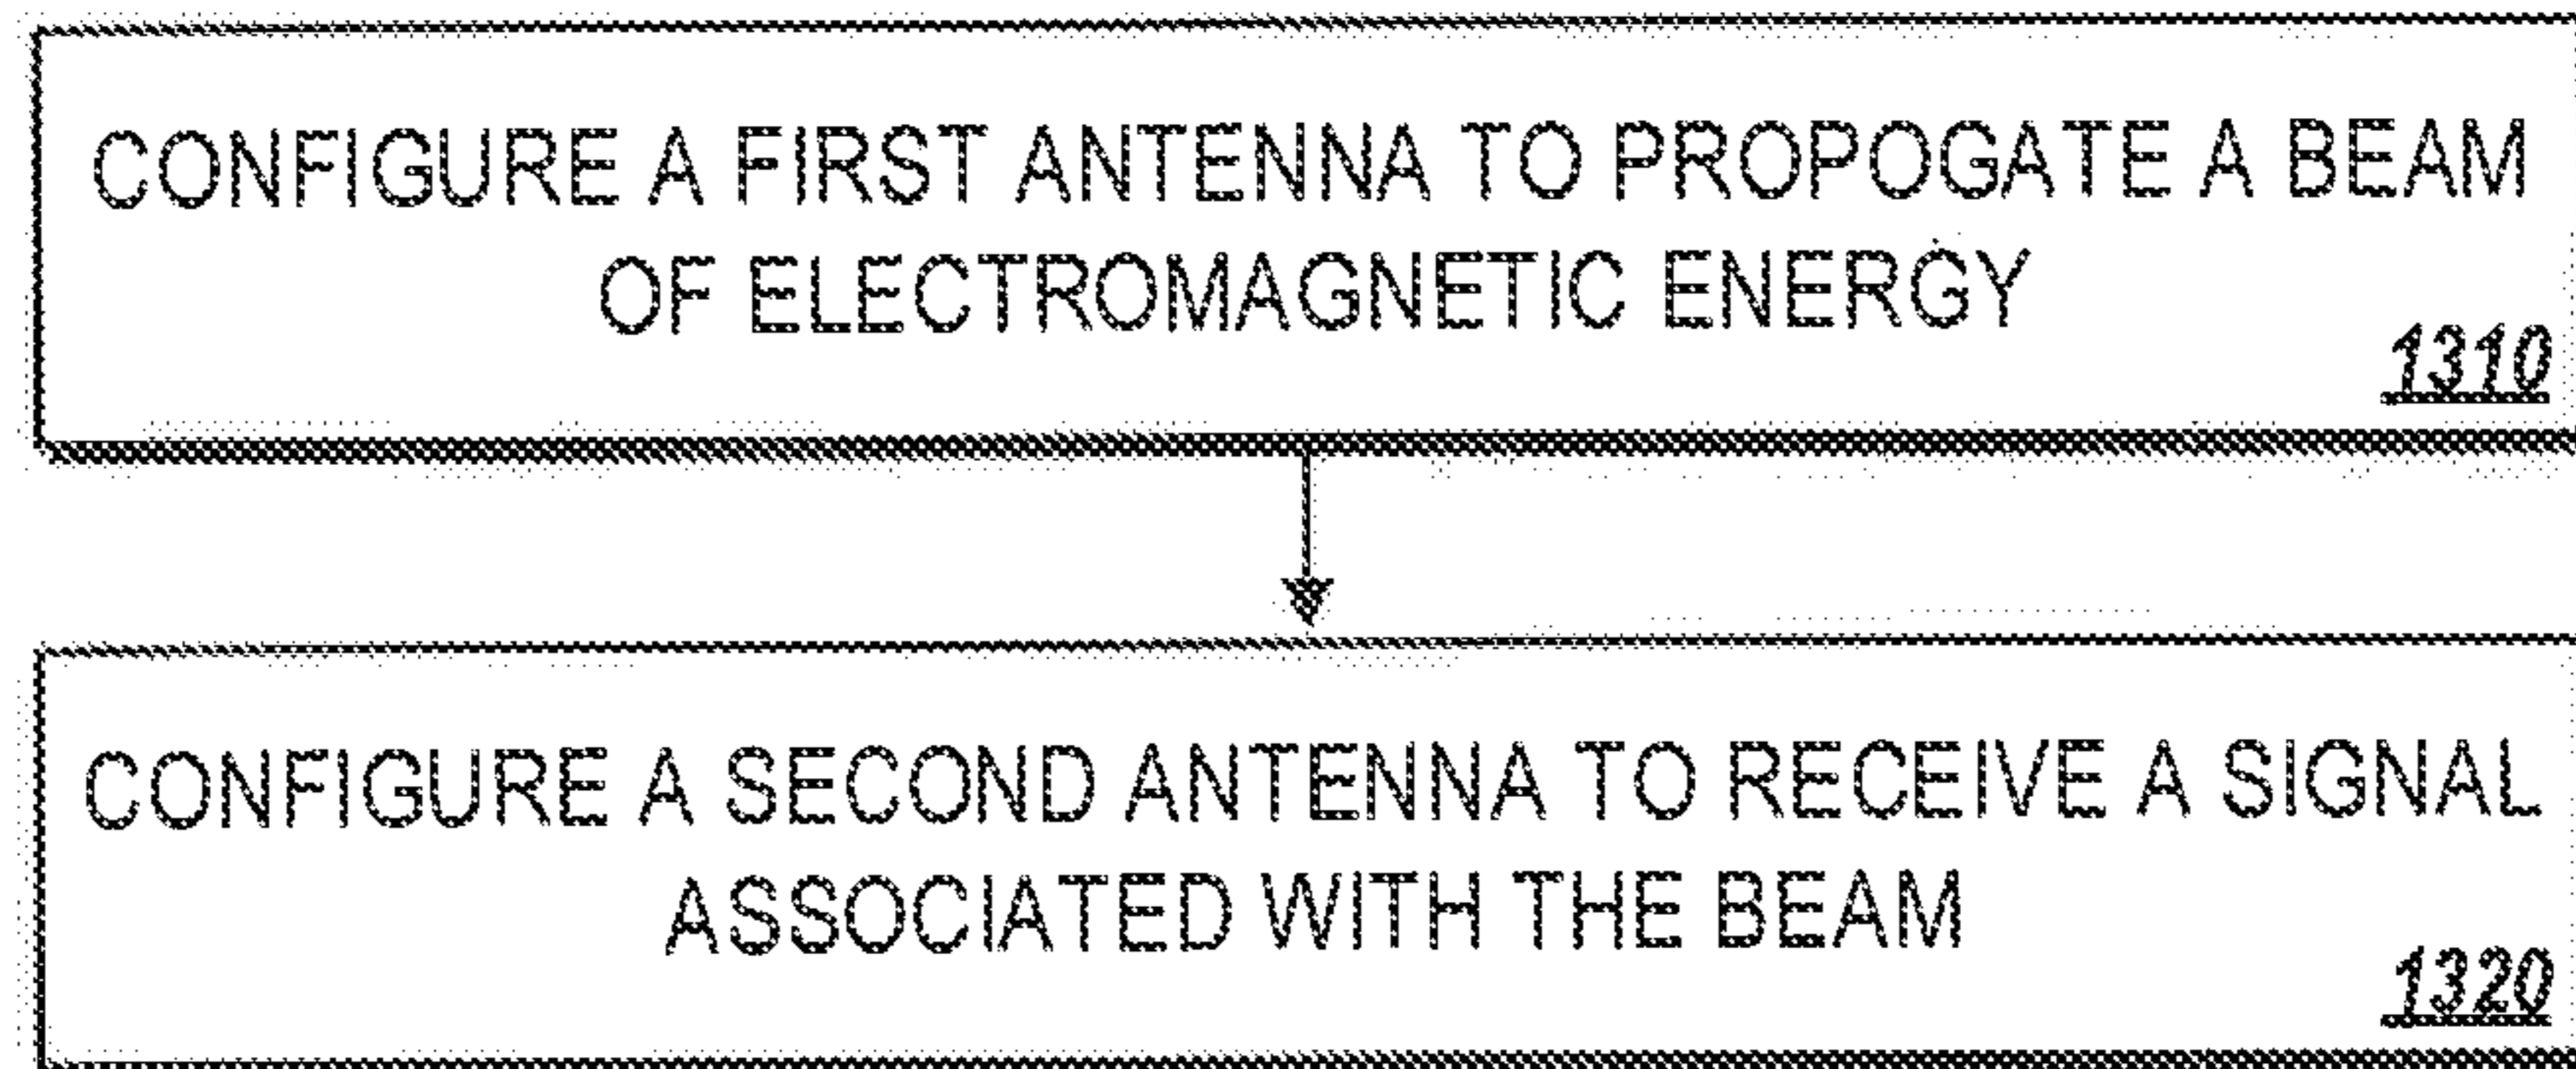 CONFIGURE A FIRST ANTENNA TO PROPOGATE A BEAM
OF ELECTROMAGNETIC ENERGY
1310
CONFIGURE A SECOND ANTENNA TO RECEIVE A SIGNAL
ASSOCIATED WITH THE BEAM
1320